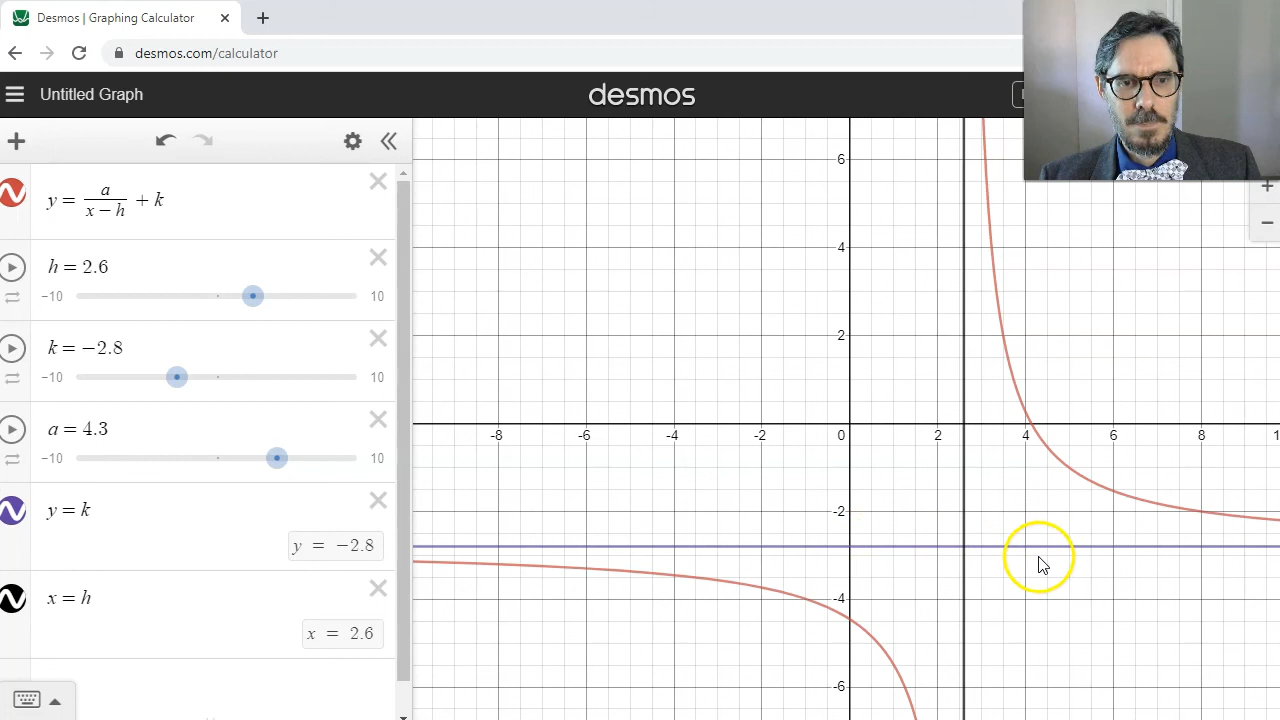 Desmos | Graphing Calculator
desmos.com/calculator
Untitled Graph
desmos
y = a/(x − h) + k
h = 2.6
−10 10
k = −2.8
−10 10
a = 4.3
−10 10
y = k
y = −2.8
x = h
x = 2.6
6
4
2
-8 -6 -4 -2 0 2 4 6 8
-2
-4
-6